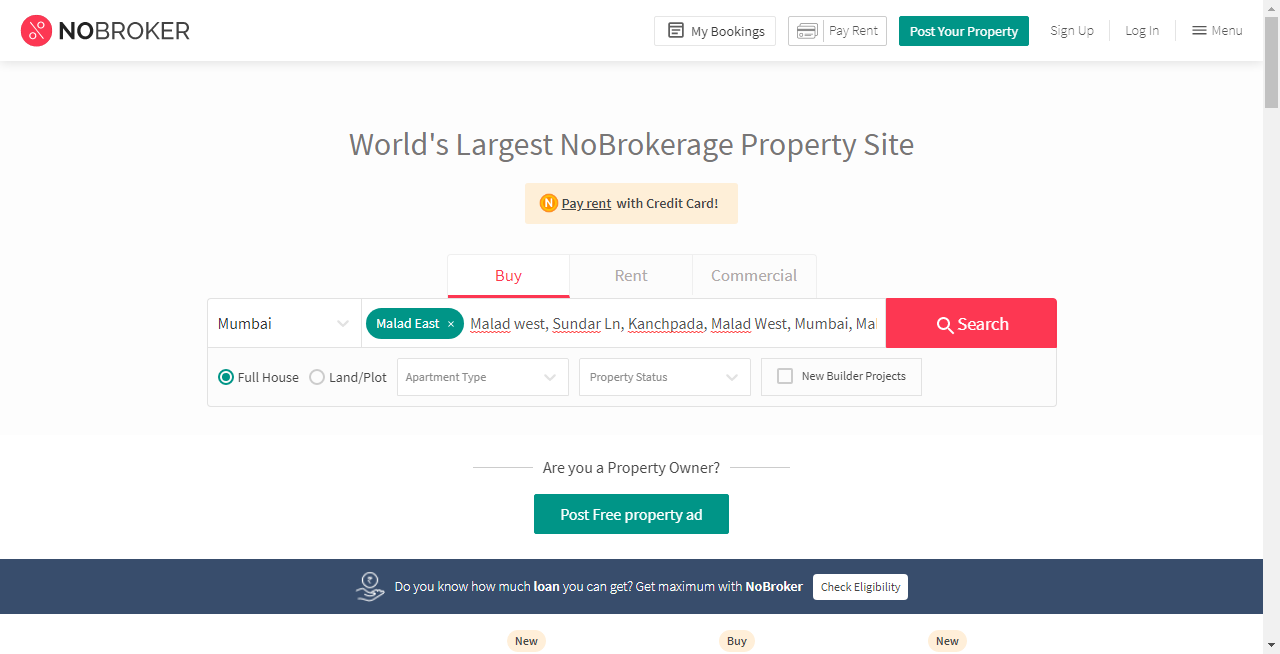 NOBROKER
My Bookings
Pay Rent
Post Your Property
Sign Up
Log In
Menu
World's Largest NoBrokerage Property Site
N Pay rent with Credit Card!
Buy
Rent
Commercial
Mumbai
Malad East ×
Malad west, Sundar Ln, Kanchpada, Malad West, Mumbai, Mal
Search
Full House
Land/Plot
Apartment Type
Property Status
New Builder Projects
Are you a Property Owner?
Post Free property ad
₹
Do you know how much loan you can get? Get maximum with NoBroker
Check Eligibility
New
Buy
New